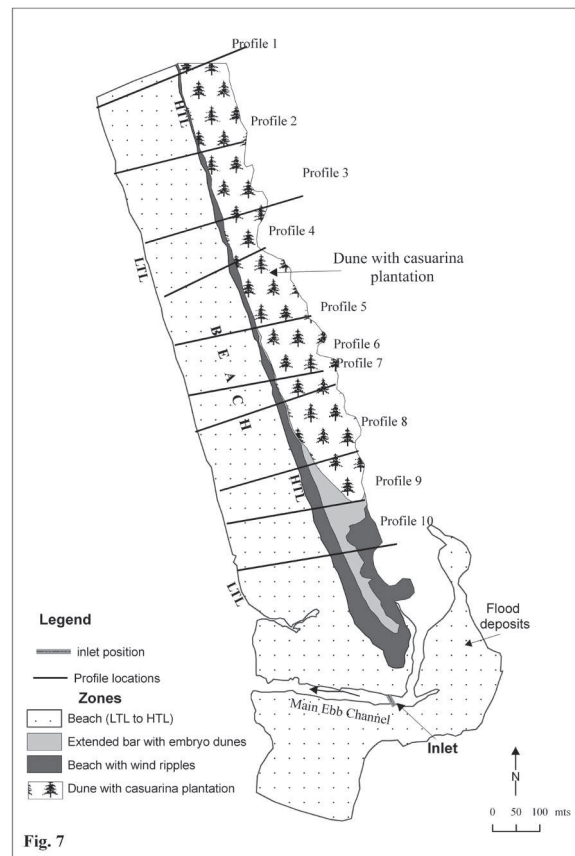 Profile 1
HTL
Profile 2
Profile 3
Profile 4
LTL
Dune with casuarina
plantation
Profile 5
BEACH
Profile 6
Profile 7
Profile 8
HTL
Profile 9
Profile 10
LTL
Flood
deposits
Legend
inlet position
Profile locations
Zones
Beach (LTL to HTL)
Extended bar with embryo dunes
Beach with wind ripples
Dune with casuarina plantation
Main Ebb Channel
Inlet
N
0 50 100 mts
Fig. 7